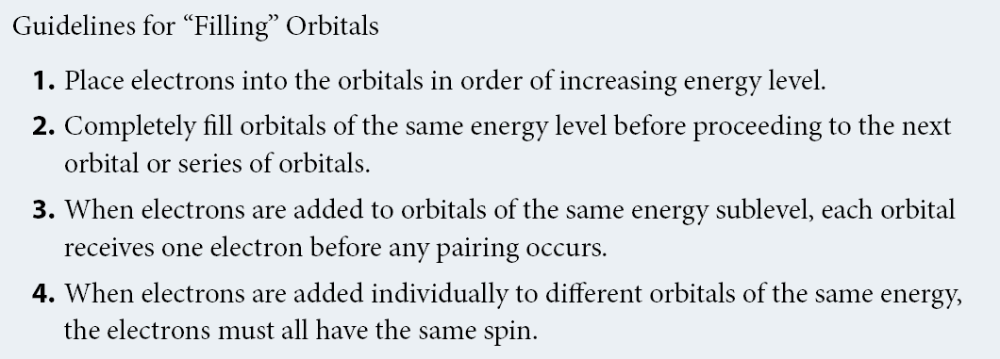 Guidelines for “Filling” Orbitals
1. Place electrons into the orbitals in order of increasing energy level.
2. Completely fill orbitals of the same energy level before proceeding to the next
orbital or series of orbitals.
3. When electrons are added to orbitals of the same energy sublevel, each orbital
receives one electron before any pairing occurs.
4. When electrons are added individually to different orbitals of the same energy,
the electrons must all have the same spin.